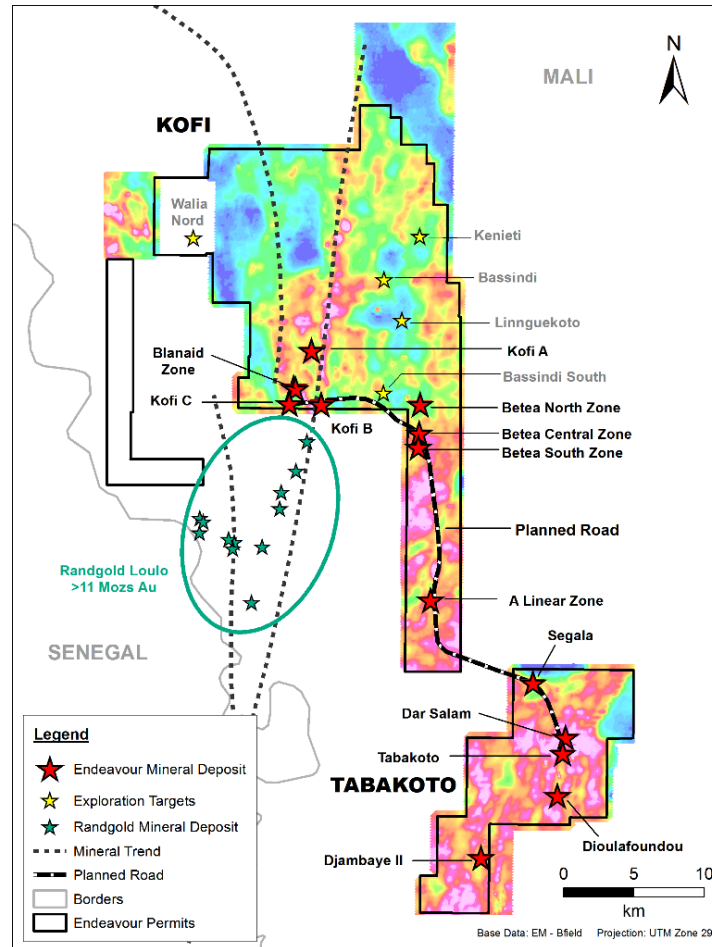 N
MALI
KOFI
Walia
Nord
Kenieti
Bassindi
Linnguekoto
Kofi A
Blanaid
Zone
Bassindi South
Kofi C
Betea North Zone
Kofi B
Betea Central Zone
Betea South Zone
Planned Road
Randgold Loulo
>11 Mozs Au
A Linear Zone
SENEGAL
Segala
Dar Salam
Tabakoto
TABAKOTO
Dioulafoundou
Djambaye II
Legend
Endeavour Mineral Deposit
Exploration Targets
Randgold Mineral Deposit
Mineral Trend
Planned Road
Borders
Endeavour Permits
0 5 10
km
Base Data: EM - Bfield Projection: UTM Zone 29